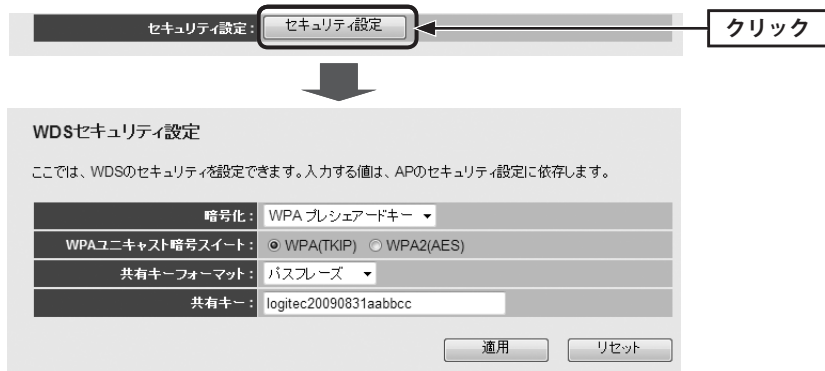 セキュリティ設定： セキュリティ設定 クリック
WDSセキュリティ設定
ここでは、WDSのセキュリティを設定できます。入力する値は、APのセキュリティ設定に依存します。
暗号化： WPA プレシェアードキー
WPAユニキャスト暗号スイート： WPA(TKIP) WPA2(AES)
共有キーフォーマット： パスフレーズ
共有キー： logitec20090831aabbcc
適用 リセット